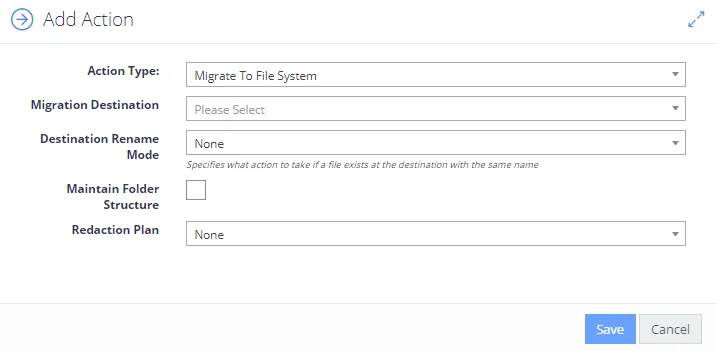 Add Action
Action Type:
Migrate To File System
Migration Destination
Please Select
Destination Rename
Mode
None
Specifies what action to take if a file exists at the destination with the same name
Maintain Folder
Structure
Redaction Plan
None
Save
Cancel